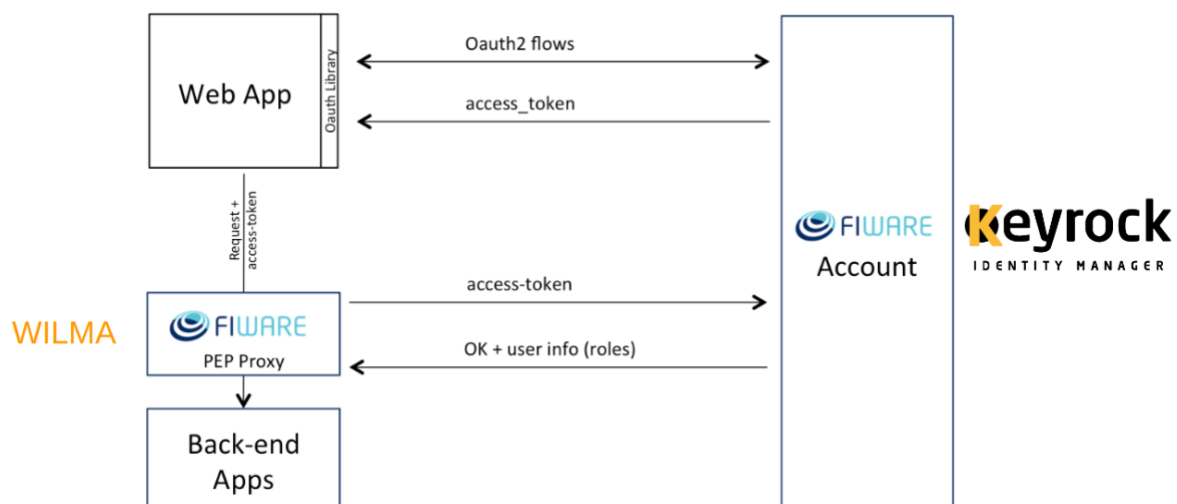 Oauth2 flows
Web App
Oauth Library
access_token
Request +
access-token
FIWARE
Account
Keyrock
IDENTITY MANAGER
access-token
WILMA
FIWARE
PEP Proxy
OK + user info (roles)
Back-end
Apps